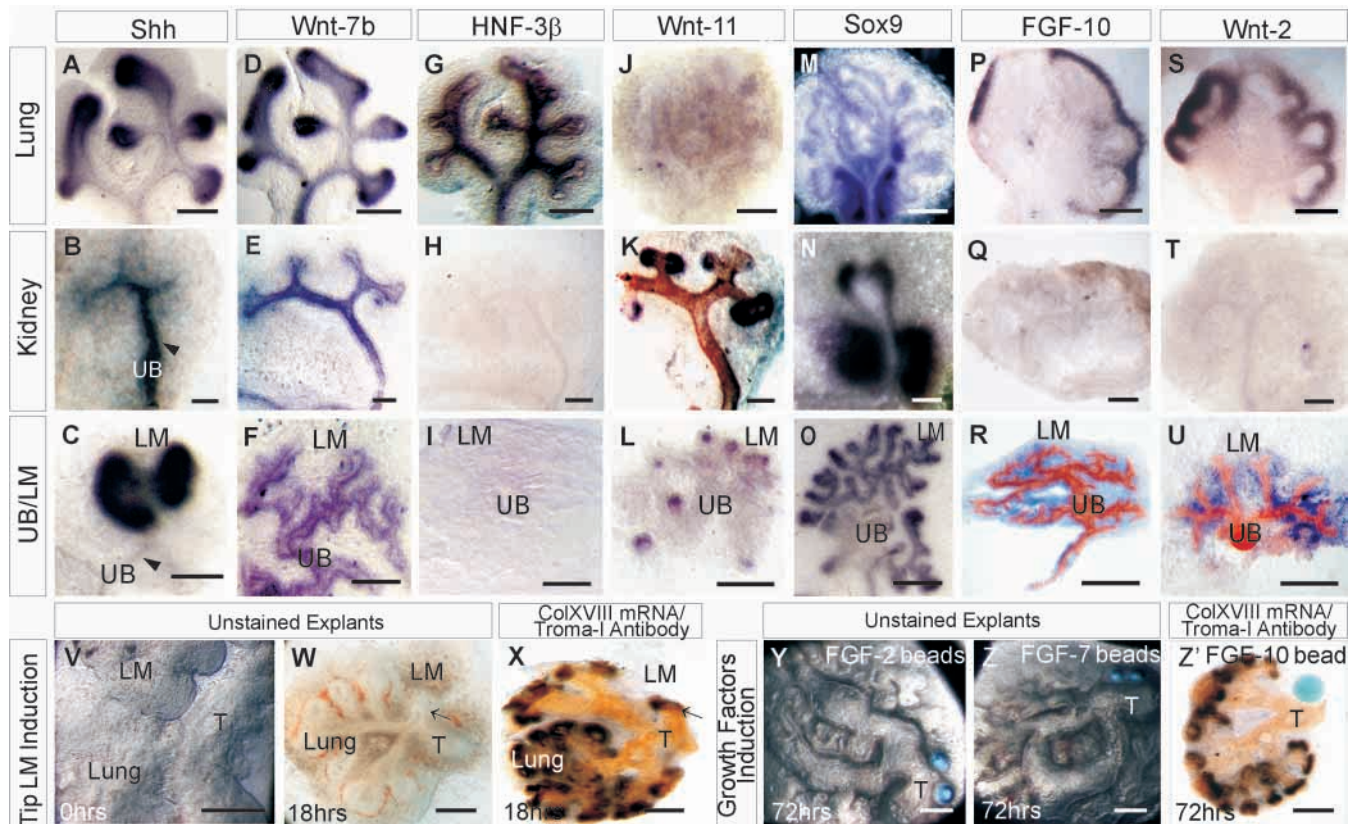 Shh Wnt-7b HNF-3β Wnt-11 Sox9 FGF-10 Wnt-2
Lung
A D G J M P S
Kidney
B E H K N Q T
UB
UB/LM
C LM F LM I LM L LM O LM R LM U LM
UB UB UB UB UB UB UB
Unstained Explants
ColXVIII mRNA/
Troma-I Antibody
Unstained Explants
ColXVIII mRNA/
Troma-I Antibody
Tip LM Induction
V LM T Lung 0hrs
W LM Lung T 18hrs
X LM Lung T 18hrs
Growth Factors
Induction
Y FGF-2 beads T 72hrs
Z FGF-7 beads T 72hrs
Z' FGF-10 bead T 72hrs